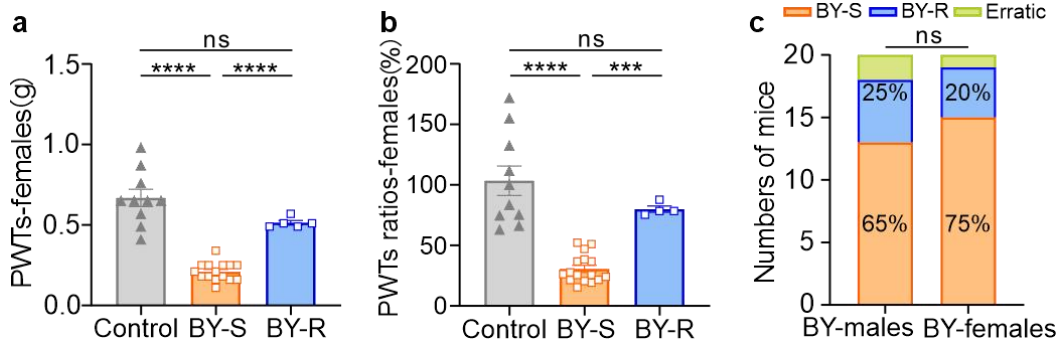 a
ns
**** ****
PWTs-females(g)
1.5
1.0
0.5
0.0
Control BY-S BY-R
b
ns
**** ***
PWTs ratios-females(%)
200
150
100
50
0
Control BY-S BY-R
BY-S BY-R Erratic
c
ns
Numbers of mice
20
15
10
5
0
25% 20%
65% 75%
BY-males BY-females